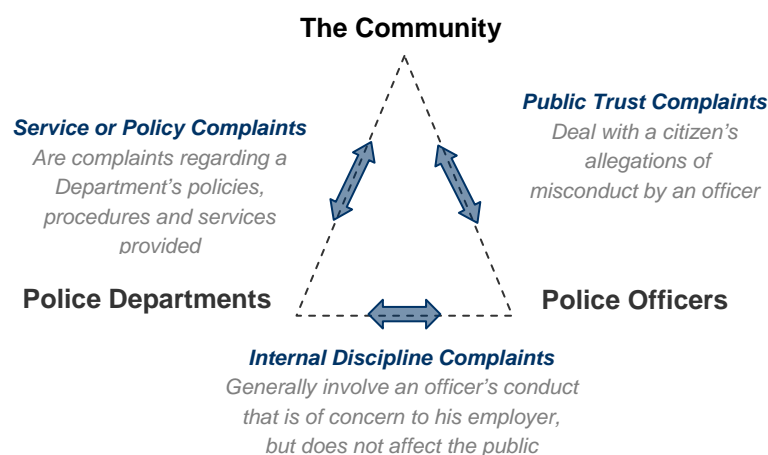 The Community
Service or Policy Complaints
Are complaints regarding a
Department's policies,
procedures and services
provided
Public Trust Complaints
Deal with a citizen's
allegations of
misconduct by an officer
Police Departments
Police Officers
Internal Discipline Complaints
Generally involve an officer's conduct
that is of concern to his employer,
but does not affect the public